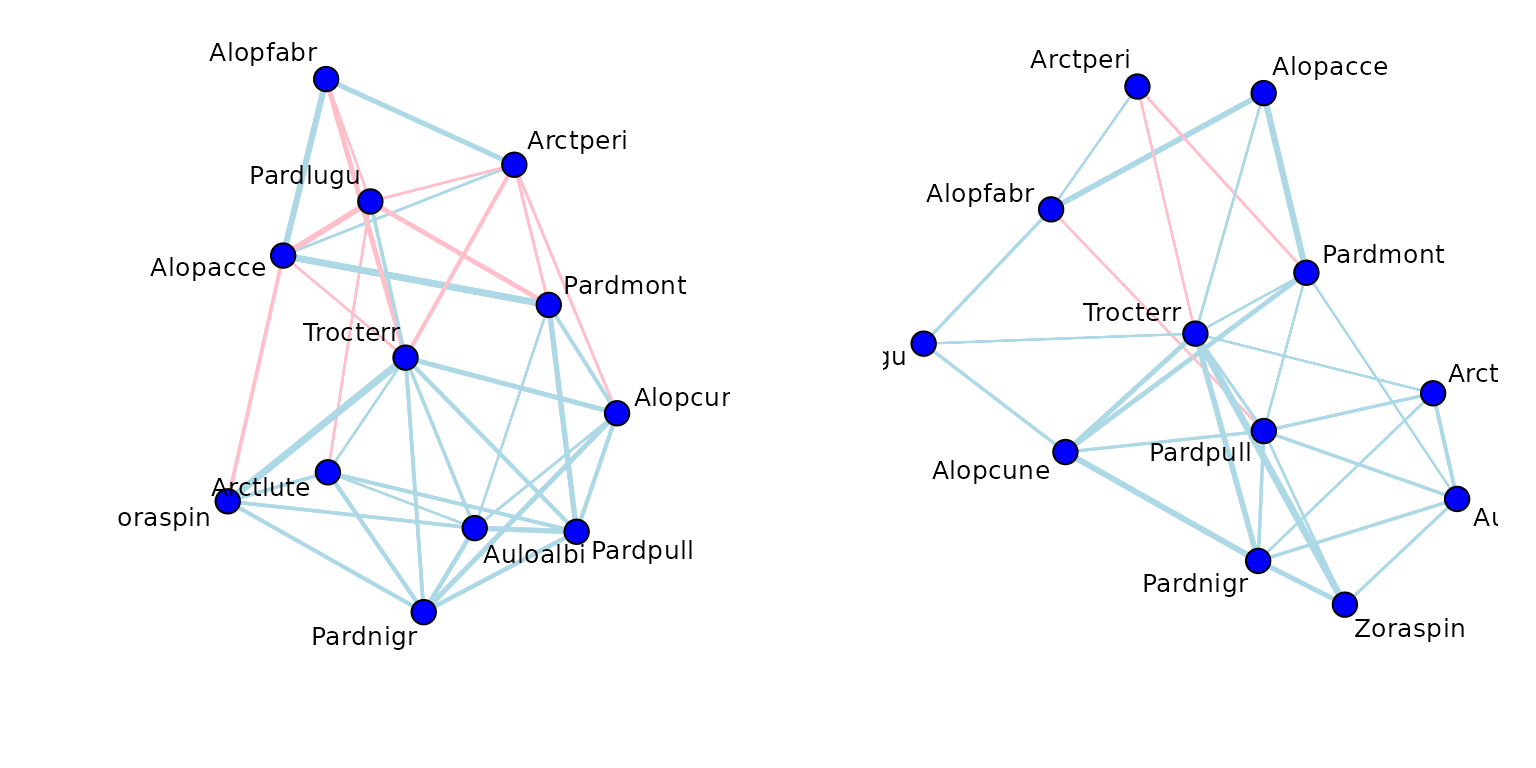 Alopfabr
Arctperi
Pardlugu
Alopacce
Pardmont
Trocterr
Alopcur
Arctlute
oraspin
Auloalbi
Pardpull
Pardnigr
Arctperi
Alopacce
Alopfabr
Pardmont
Trocterr
gu
Arct
Pardpull
Alopcune
Au
Pardnigr
Zoraspin